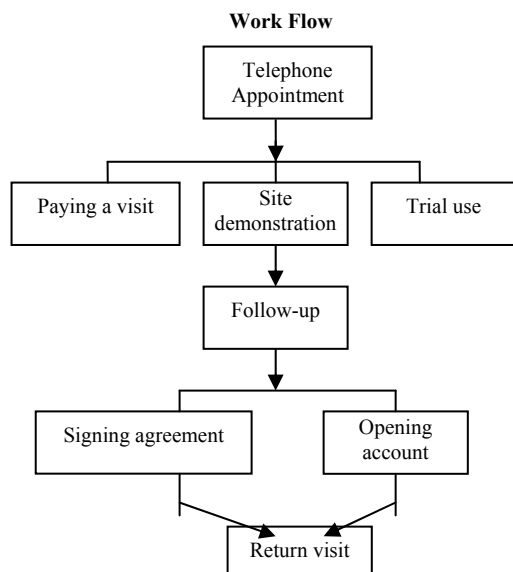 Work Flow
Telephone
Appointment
Paying a visit
Site
demonstration
Trial use
Follow-up
Signing agreement
Opening
account
Return visit